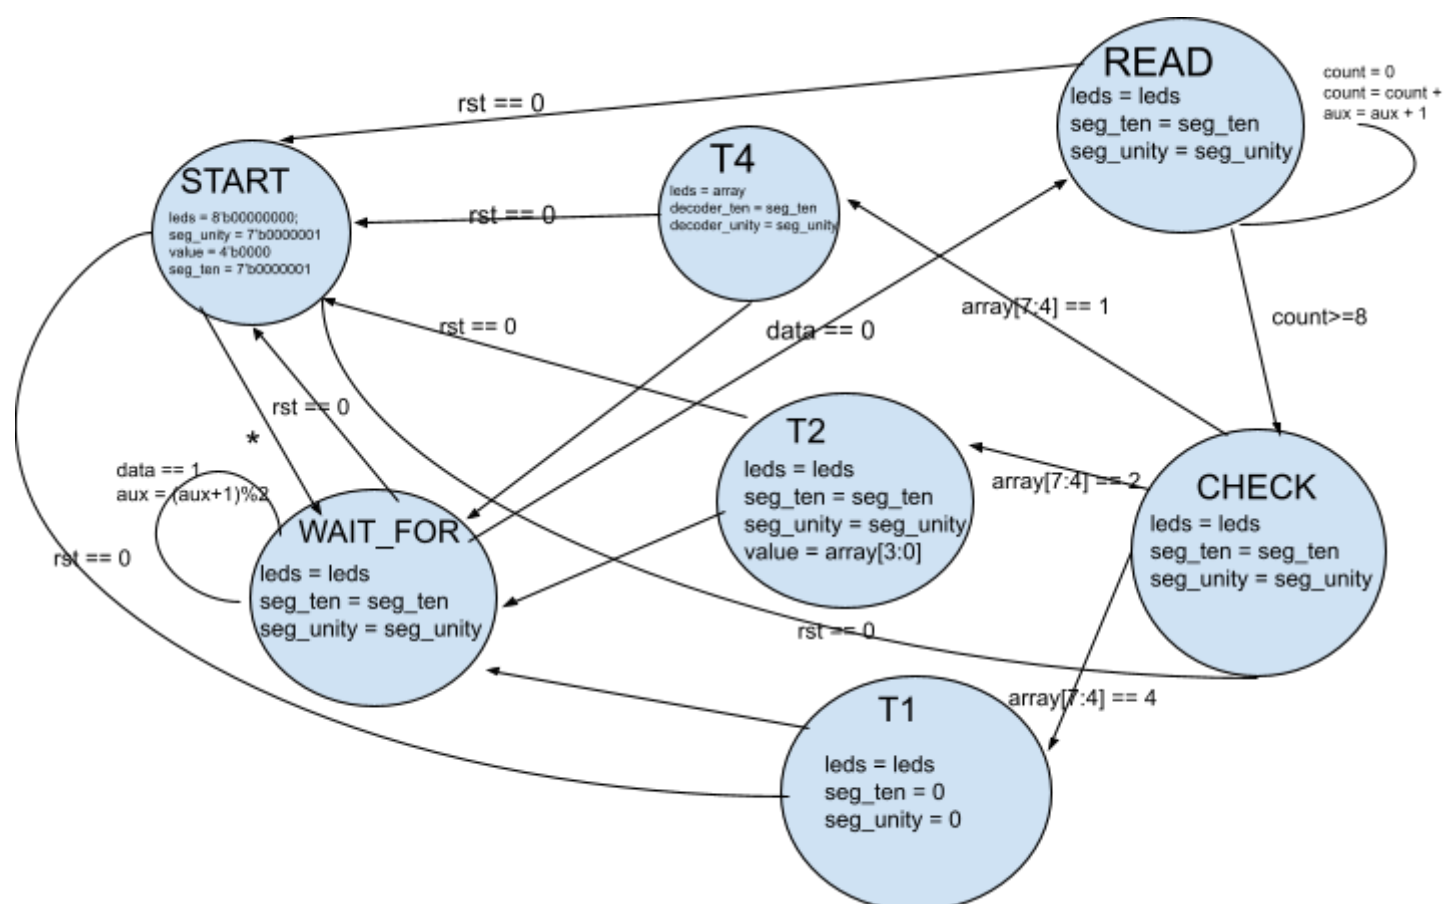 READ
leds = leds
seg_ten = seg_ten
seg_unity = seg_unity
count = 0
count = count +
aux = aux + 1
rst == 0
T4
leds = array
decoder_ten = seg_ten
decoder_unity = seg_unity
START
leds = 8'b00000000;
seg_unity = 7'b0000001
value = 4'b0000
seg_ten = 7'b0000001
rst == 0
array[7:4] == 1
count>=8
rst == 0
data == 0
rst == 0
*
T2
leds = leds
seg_ten = seg_ten
seg_unity = seg_unity
value = array[3:0]
array[7:4] == 2
CHECK
leds = leds
seg_ten = seg_ten
seg_unity = seg_unity
data == 1
aux = (aux+1)%2
WAIT_FOR
leds = leds
seg_ten = seg_ten
seg_unity = seg_unity
rst == 0
rst == 0
array[7:4] == 4
T1
leds = leds
seg_ten = 0
seg_unity = 0